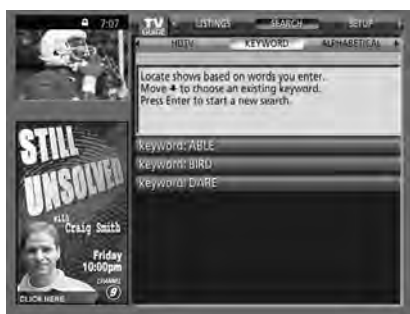 7:07
TV GUIDE LISTINGS SEARCH SETUP
HDTV KEYWORD ALPHABETICAL
Locate shows based on words you enter.
Move to choose an existing keyword.
Press Enter to start a new search.
keyword: ABLE
keyword: BIRD
keyword: DARE
STILL
UNSOLVED
with
Craig Smith
Friday
10:00pm
CHANNEL
9
CLICK HERE